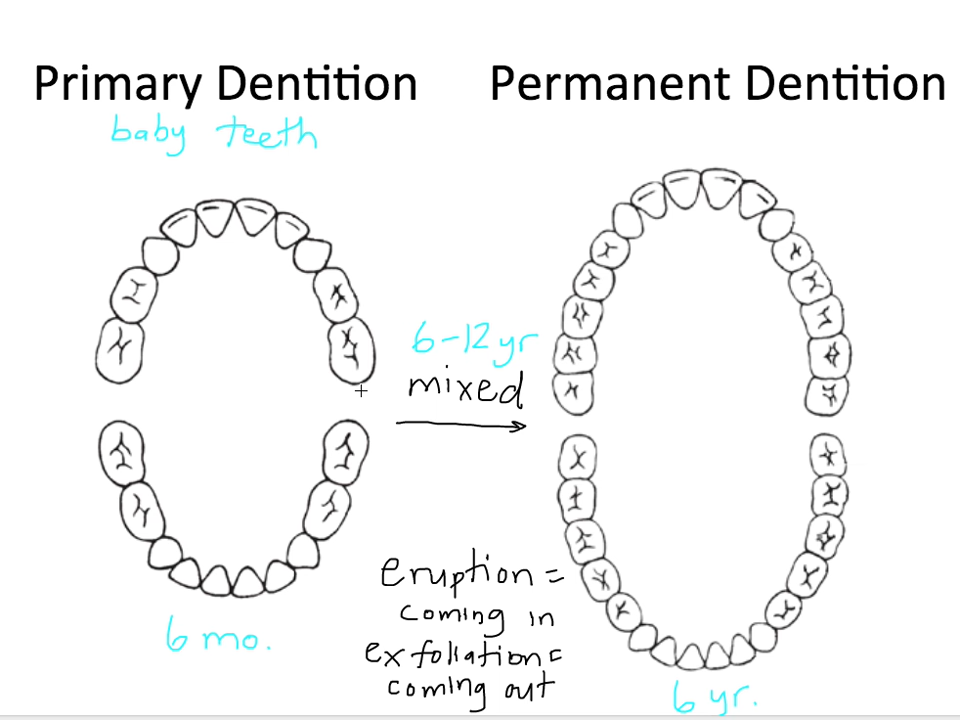 Primary Dentition
Permanent Dentition
baby teeth
6-12 yr
mixed
eruption =
coming in
exfoliation=
coming out
6 mo.
6 yr.